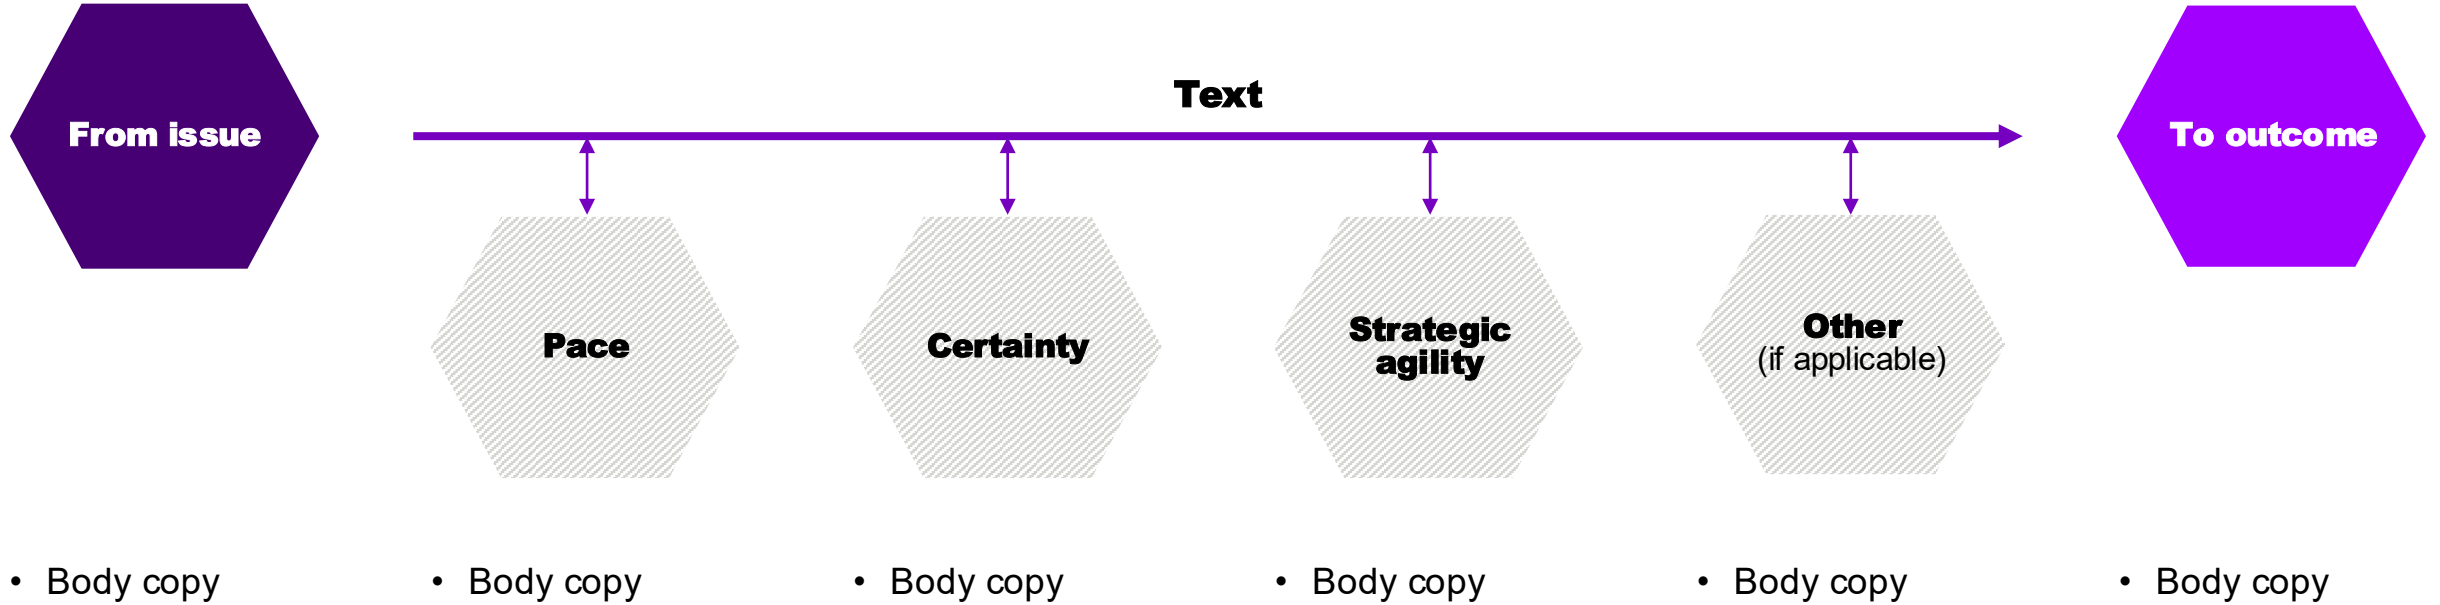 Text
From issue
To outcome
Pace
Certainty
Strategic
agility
Other
(if applicable)
• Body copy
• Body copy
• Body copy
• Body copy
• Body copy
• Body copy